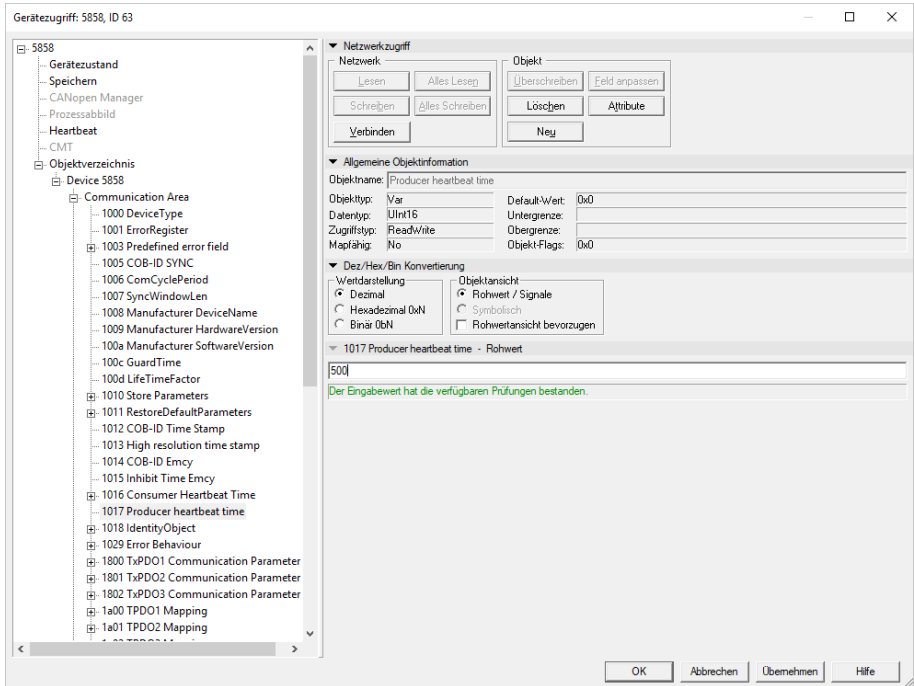 Gerätezugriff: 5858, ID 63
5858
Gerätezustand
Speichern
CANopen Manager
Prozessabbild
Heartbeat
CMT
Objektverzeichnis
Device 5858
Communication Area
1000 DeviceType
1001 ErrorRegister
1003 Predefined error field
1005 COB-ID SYNC
1006 ComCyclePeriod
1007 SyncWindowLen
1008 Manufacturer DeviceName
1009 Manufacturer HardwareVersion
100a Manufacturer SoftwareVersion
100c GuardTime
100d LifeTimeFactor
1010 Store Parameters
1011 RestoreDefaultParameters
1012 COB-ID Time Stamp
1013 High resolution time stamp
1014 COB-ID Emcy
1015 Inhibit Time Emcy
1016 Consumer Heartbeat Time
1017 Producer heartbeat time
1018 IdentityObject
1029 Error Behaviour
1800 TxPDO1 Communication Parameter
1801 TxPDO2 Communication Parameter
1802 TxPDO3 Communication Parameter
1a00 TPDO1 Mapping
1a01 TPDO2 Mapping
Netzwerkzugriff
Netzwerk
Lesen Alles Lesen
Schreiben Alles Schreiben
Verbinden
Objekt
Überschreiben Feld anpassen
Löschen Attribute
Neu
Allgemeine Objektinformation
Objektname: Producer heartbeat time
Objekttyp: Var Default-Wert: 0x0
Datentyp: UInt16 Untergrenze:
Zugriffstyp: ReadWrite Obergrenze:
Mapfähig: No Objekt-Flags: 0x0
Dez/Hex/Bin Konvertierung
Wertdarstellung
Dezimal
Hexadezimal 0xN
Binär 0bN
Objektansicht
Rohwert / Signale
Symbolisch
Rohwertansicht bevorzugen
1017 Producer heartbeat time - Rohwert
500
Der Eingabewert hat die verfügbaren Prüfungen bestanden.
OK Abbrechen Übernehmen Hilfe